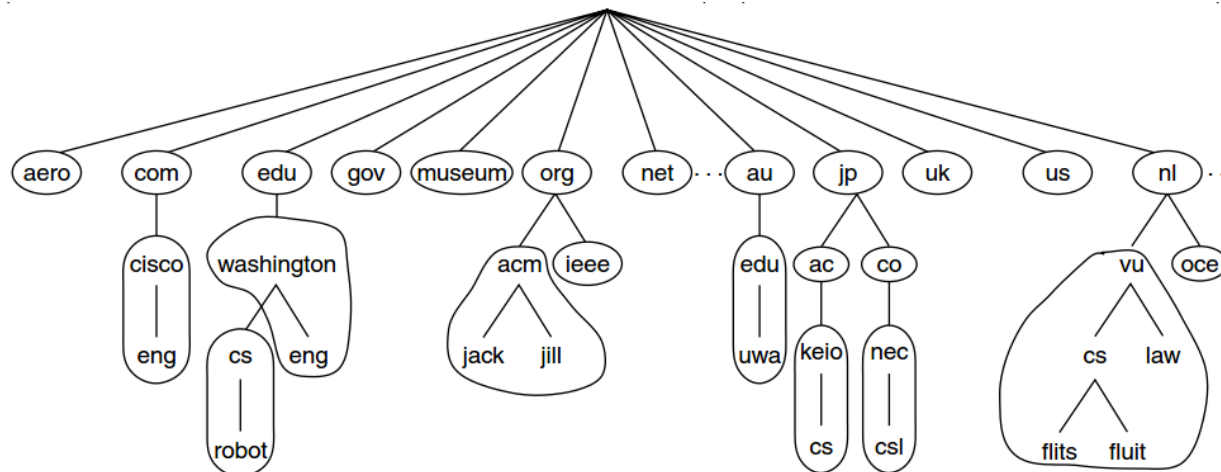 aero com edu gov museum org net ... au jp uk us nl ...
cisco washington acm ieee edu ac co vu oce
eng cs eng jack jill uwa keio nec cs law
robot cs csl flits fluit